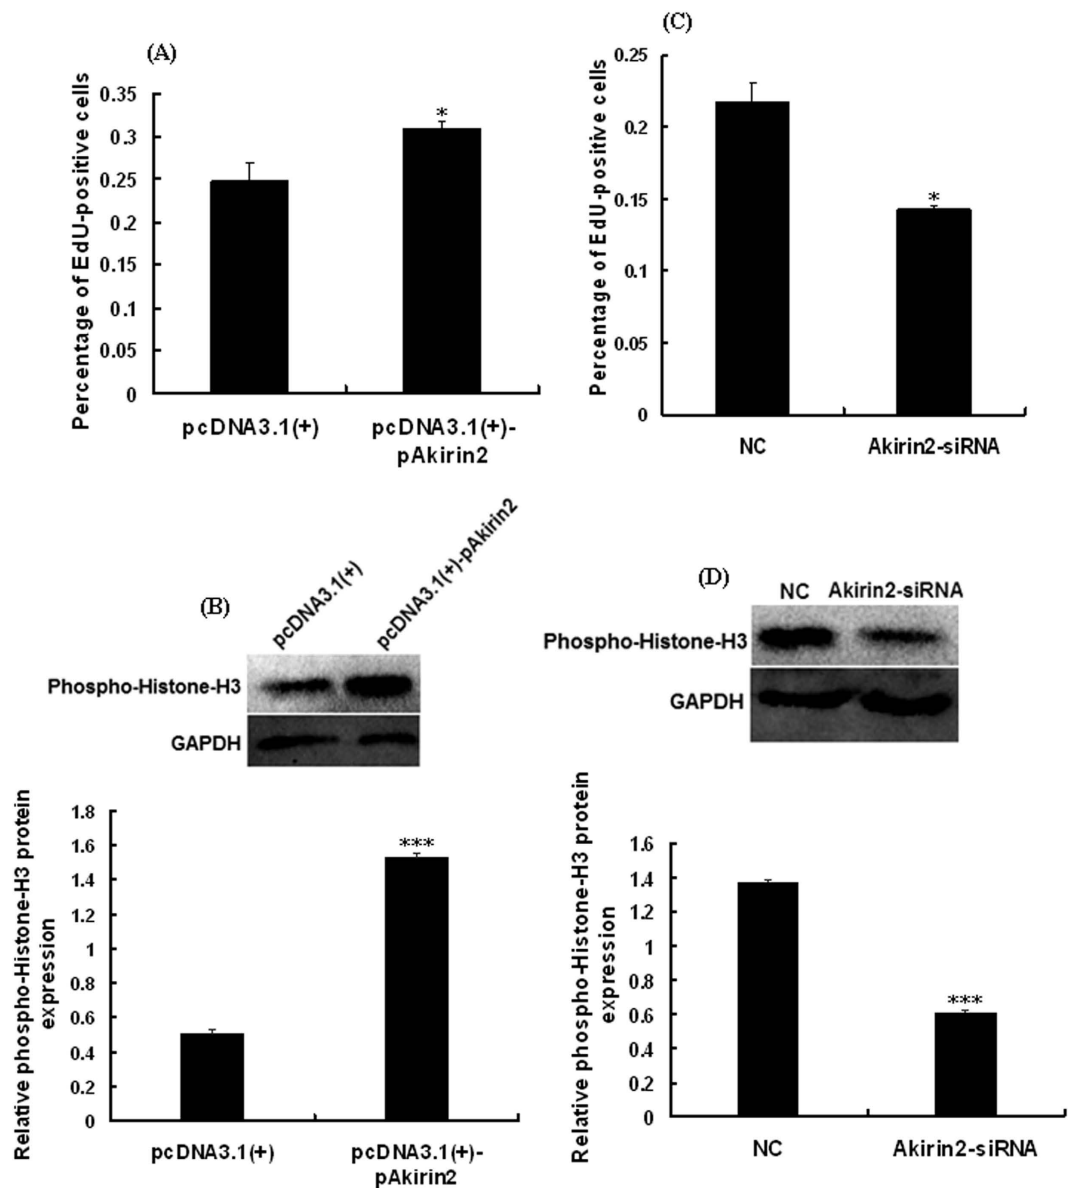 (A)
Percentage of EdU-positive cells
0.35
0.3
0.25
0.2
0.15
0.1
0.05
0
*
pcDNA3.1(+)
pcDNA3.1(+)-
pAkirin2
(C)
Percentage of EdU-positive cells
0.25
0.2
0.15
0.1
0.05
0
*
NC
Akirin2-siRNA
(B)
pcDNA3.1(+)
pcDNA3.1(+)-pAkirin2
Phospho-Histone-H3
GAPDH
Relative phospho-Histone-H3 protein
expression
1.8
1.6
1.4
1.2
1
0.8
0.6
0.4
0.2
0
***
pcDNA3.1(+)
pcDNA3.1(+)-
pAkirin2
(D)
NC
Akirin2-siRNA
Phospho-Histone-H3
GAPDH
Relative phospho-Histone-H3 protein
expression
1.6
1.4
1.2
1
0.8
0.6
0.4
0.2
0
***
NC
Akirin2-siRNA